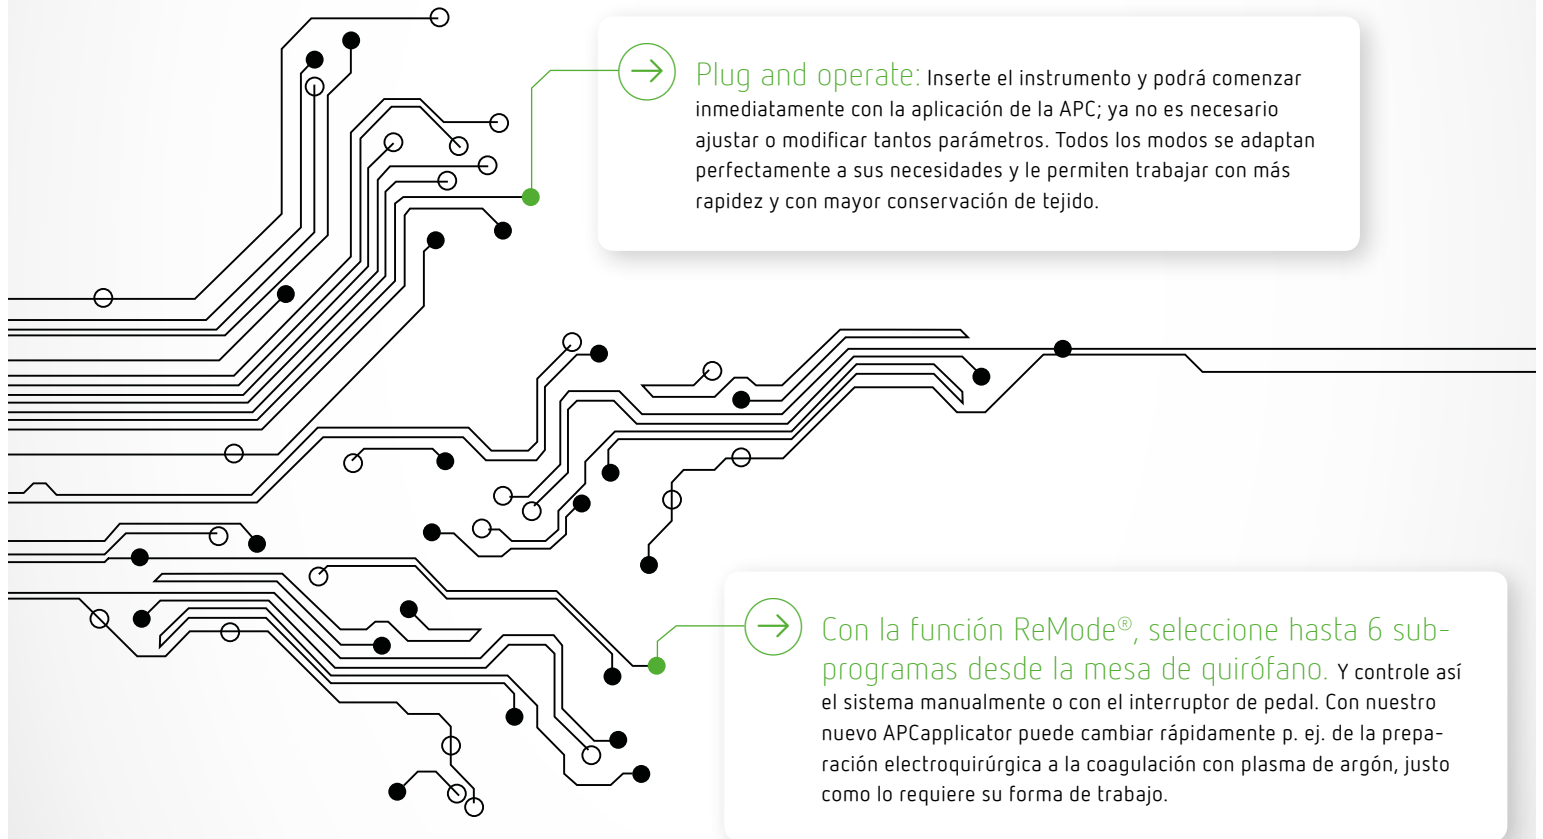 Plug and operate: Inserte el instrumento y podrá comenzar
inmediatamente con la aplicación de la APC; ya no es necesario
ajustar o modificar tantos parámetros. Todos los modos se adaptan
perfectamente a sus necesidades y le permiten trabajar con más
rapidez y con mayor conservación de tejido.
Con la función ReMode®, seleccione hasta 6 sub-
programas desde la mesa de quirófano. Y controle así
el sistema manualmente o con el interruptor de pedal. Con nuestro
nuevo APCapplicator puede cambiar rápidamente p. ej. de la prepa-
ración electroquirúrgica a la coagulación con plasma de argón, justo
como lo requiere su forma de trabajo.